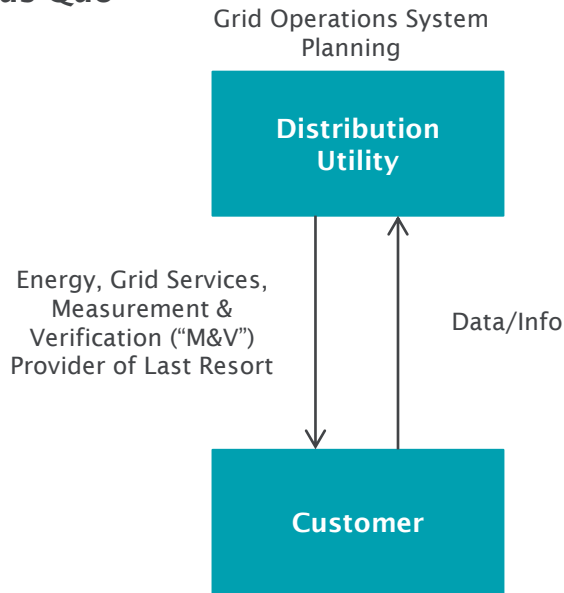 Grid Operations System
Planning
Distribution
Utility
Energy, Grid Services,
Measurement &
Verification (“M&V”)
Provider of Last Resort
Data/Info
Customer